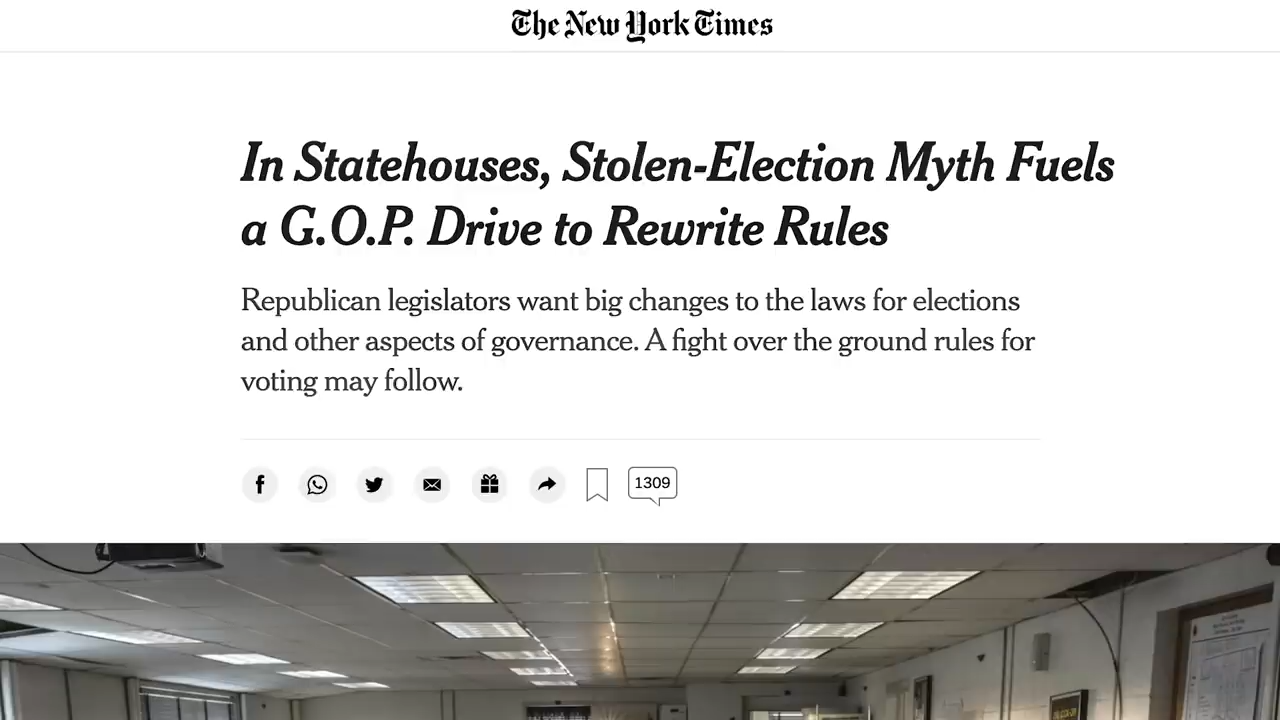 The New York Times
In Statehouses, Stolen-Election Myth Fuels
a G.O.P. Drive to Rewrite Rules
Republican legislators want big changes to the laws for elections
and other aspects of governance. A fight over the ground rules for
voting may follow.
1309